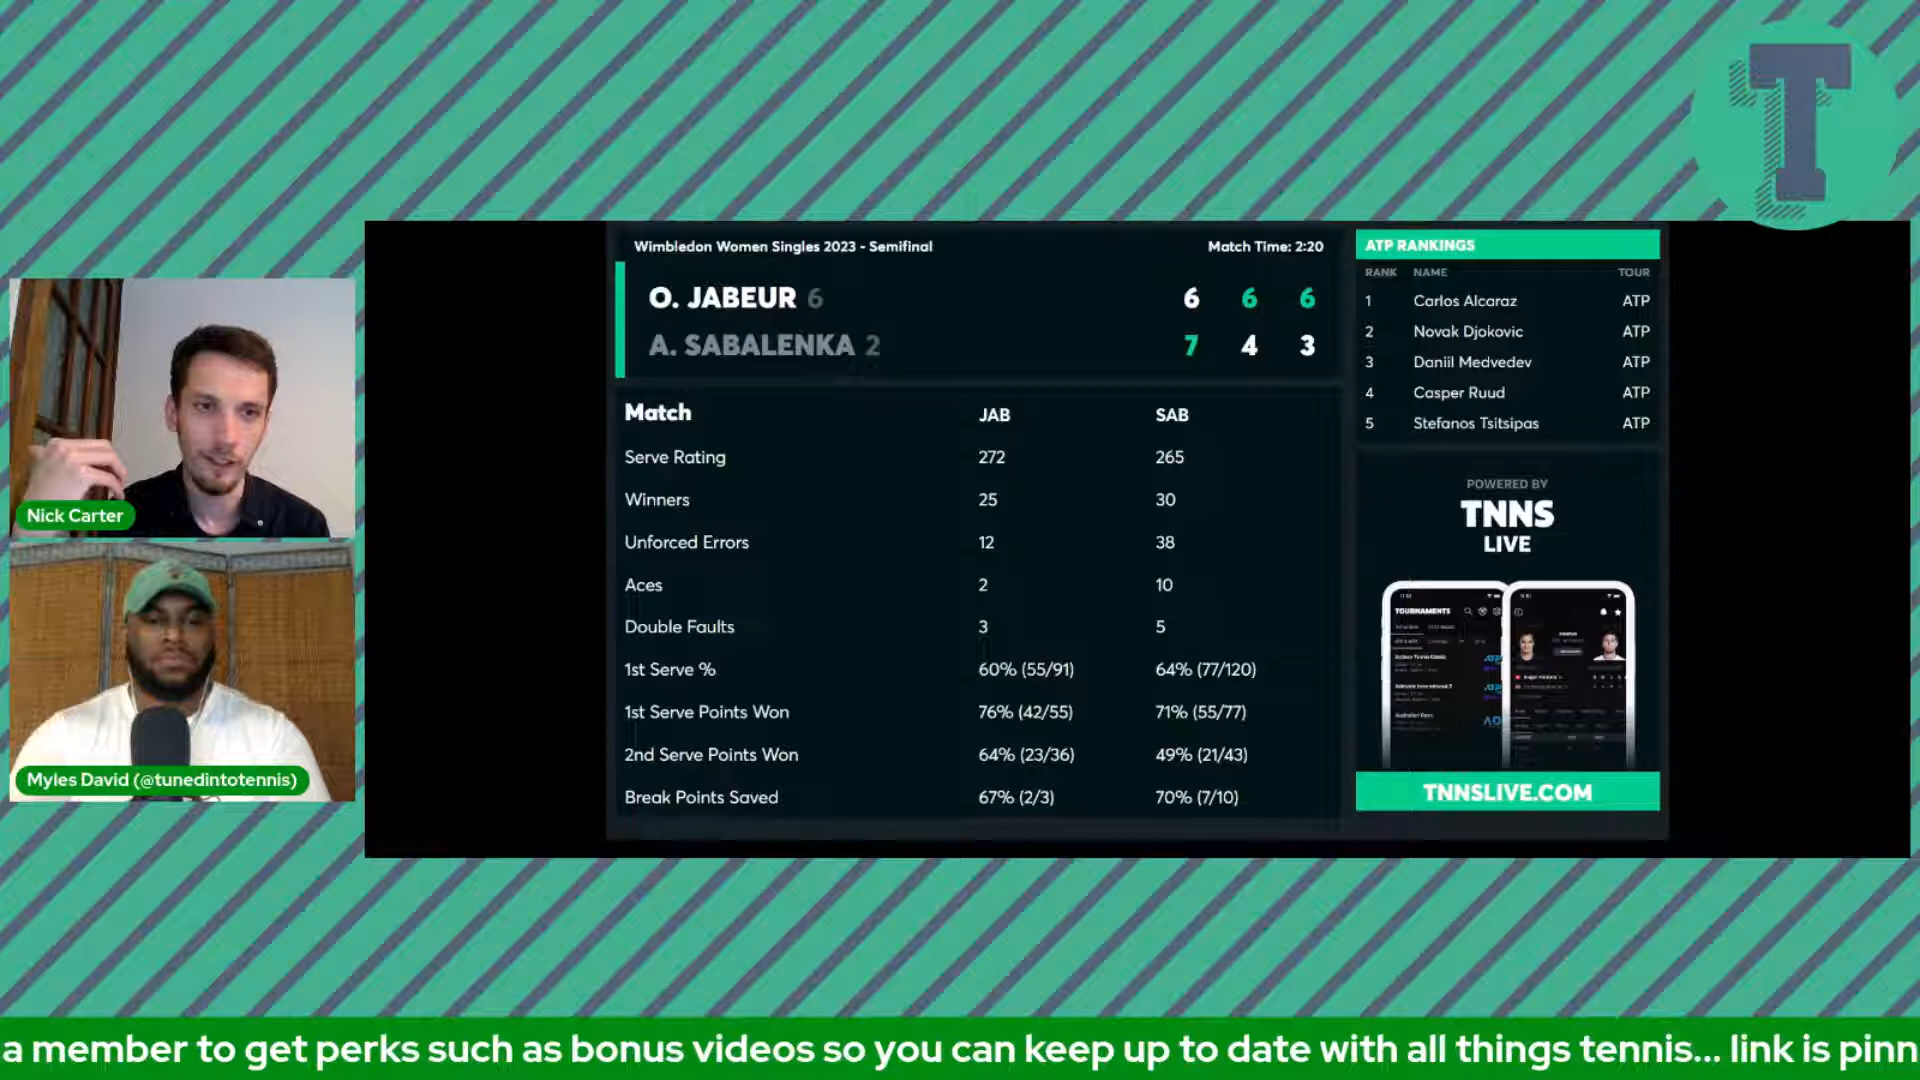 T
Wimbledon Women Singles 2023 - Semifinal Match Time: 2:20
O. JABEUR 6 6 6 6
A. SABALENKA 2 7 4 3
Match JAB SAB
Serve Rating 272 265
Winners 25 30
Unforced Errors 12 38
Aces 2 10
Double Faults 3 5
1st Serve % 60% (55/91) 64% (77/120)
1st Serve Points Won 76% (42/55) 71% (55/77)
2nd Serve Points Won 64% (23/36) 49% (21/43)
Break Points Saved 67% (2/3) 70% (7/10)
ATP RANKINGS
RANK NAME TOUR
1 Carlos Alcaraz ATP
2 Novak Djokovic ATP
3 Daniil Medvedev ATP
4 Casper Ruud ATP
5 Stefanos Tsitsipas ATP
POWERED BY
TNNS
LIVE
TOURNAMENTS
TNNSLIVE.COM
Nick Carter
Myles David (@tunedintotennis)
a member to get perks such as bonus videos so you can keep up to date with all things tennis... link is pinn